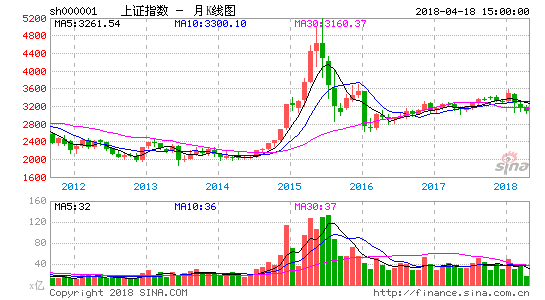 sh000001 上证指数 - 月K线图 2018-04-18 15:00:00
MA5:3261.54 MA10:3300.10 MA30:3160.37
5200
4800
4400
4000
3600
3200
2800
2400
2000
1600
sina
2012 2013 2014 2015 2016 2017 2018
MA5:32 MA10:36 MA30:37
160
120
80
40
x亿
Copyright 2018 SINA.COM http://finance.sina.com.cn